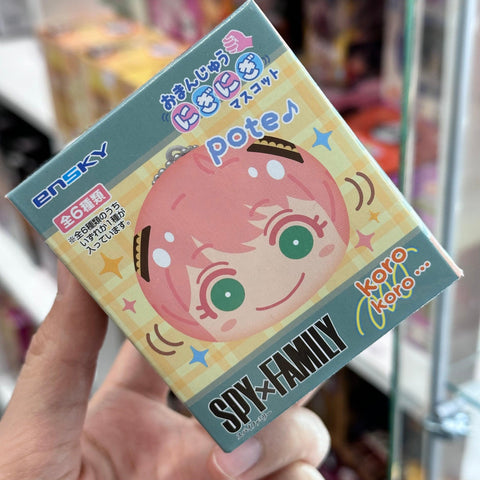 ensky
おまんじゅう
にぎにぎ
マスコット
pote♪
全6種類
※全6種類のうち
いずれか1種が
入っています。
koro
koro...
SPY×FAMILY